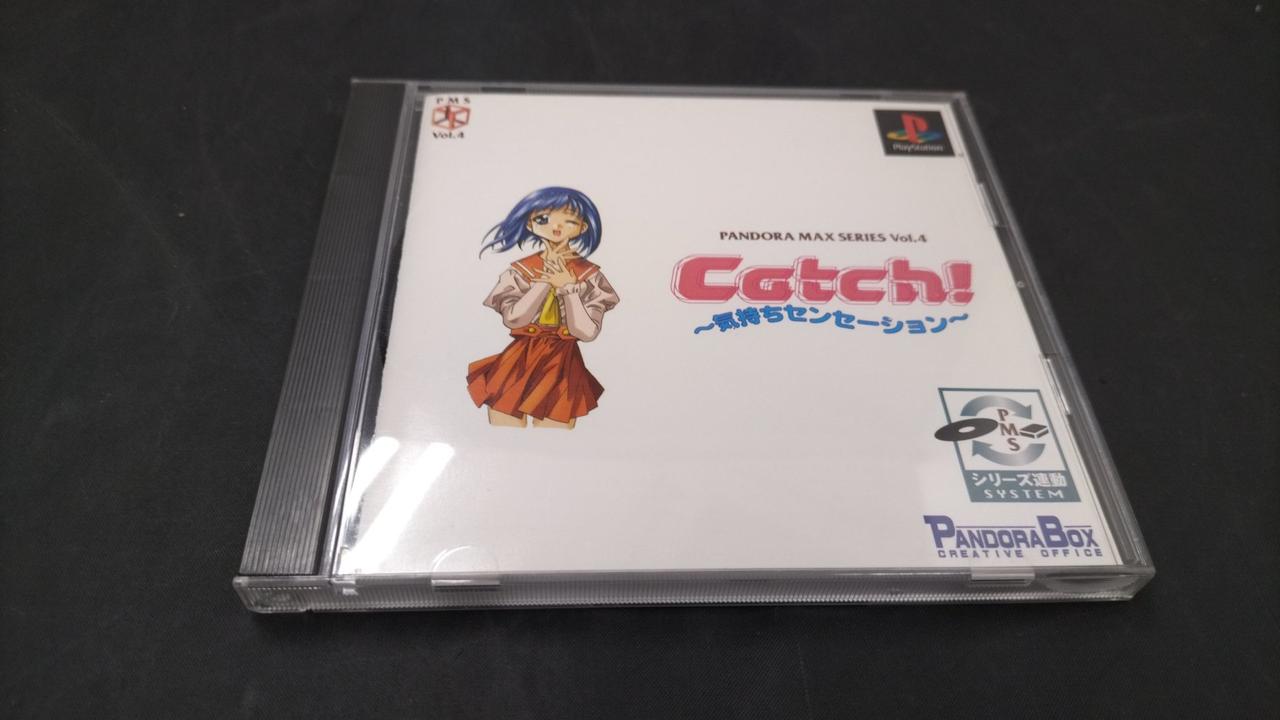 PMS
Vol.4
PlayStation
PANDORA MAX SERIES Vol.4
Catch!
～気持ちセンセーション～
PMS
シリーズ連動
SYSTEM
PANDORABOX
CREATIVE OFFICE